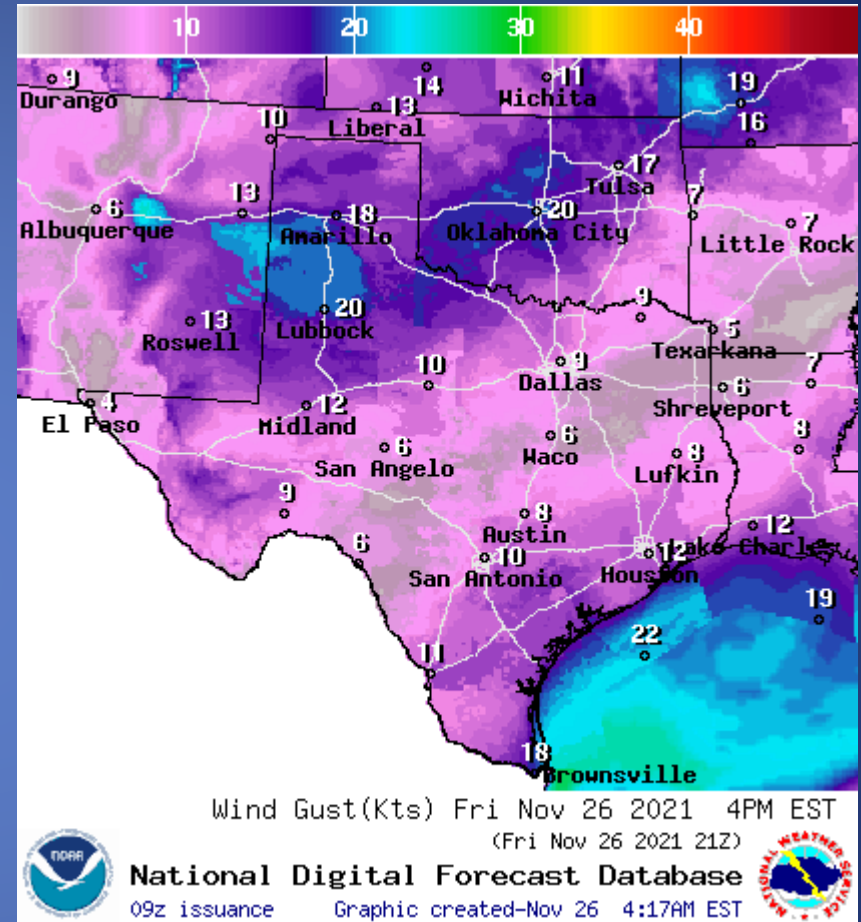 10 20 30 40
9 14 11 19
Durango Wichita
10 13
Liberal 16
17
Tulsa
6 13 18 20 7 7
Albuquerque Amarillo Oklahoma City Little Rock
13 20 9 5
Roswell Lubbock Texarkana
10 9 7
Dallas
4 12 6
El Paso Midland Shreveport
6 6 8 8
San Angelo Waco Lufkin
9 8 12
Austin Lake Charles
6 10 12
San Antonio Houston
19
11 22
18
Brownsville
Wind Gust(Kts) Fri Nov 26 2021 4PM EST
(Fri Nov 26 2021 21Z)
NOAA
NATIONAL WEATHER SERVICE
National Digital Forecast Database
09z issuance Graphic created-Nov 26 4:17AM EST